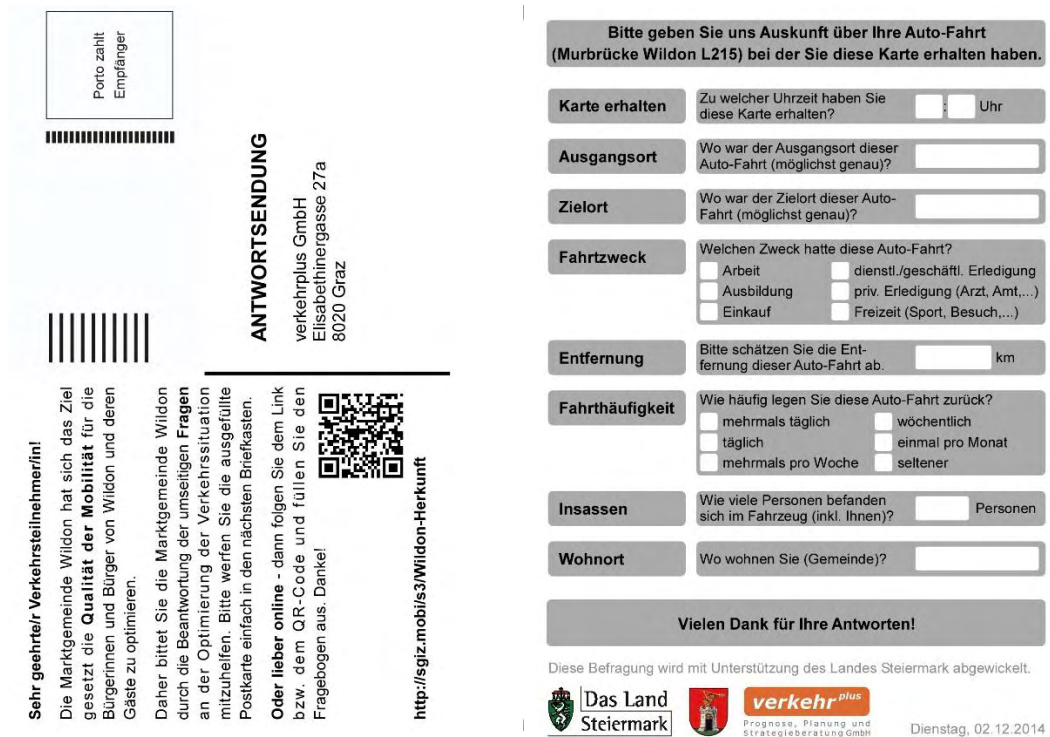 Porto zahlt
Empfänger
ANTWORTSENDUNG
verkehrplus GmbH
Elisabethinergasse 27a
8020 Graz
Sehr geehrte/r Verkehrsteilnehmer/in!
Die Marktgemeinde Wildon hat sich das Ziel
gesetzt die Qualität der Mobilität für die
Bürgerinnen und Bürger von Wildon und deren
Gäste zu optimieren.
Daher bittet Sie die Marktgemeinde Wildon
durch die Beantwortung der umseitigen Fragen
an der Optimierung der Verkehrssituation
mitzuhelfen. Bitte werfen Sie die ausgefüllte
Postkarte einfach in den nächsten Briefkasten.
Oder lieber online - dann folgen Sie dem Link
bzw. dem QR-Code und füllen Sie den
Fragebogen aus. Danke!
http://sgiz.mobi/s3/Wildon-Herkunft
Bitte geben Sie uns Auskunft über Ihre Auto-Fahrt
(Murbrücke Wildon L215) bei der Sie diese Karte erhalten haben.
Karte erhalten
Zu welcher Uhrzeit haben Sie
diese Karte erhalten?
: Uhr
Ausgangsort
Wo war der Ausgangsort dieser
Auto-Fahrt (möglichst genau)?
Zielort
Wo war der Zielort dieser Auto-
Fahrt (möglichst genau)?
Fahrtzweck
Welchen Zweck hatte diese Auto-Fahrt?
Arbeit
dienstl./geschäftl. Erledigung
Ausbildung
priv. Erledigung (Arzt, Amt,...)
Einkauf
Freizeit (Sport, Besuch,...)
Entfernung
Bitte schätzen Sie die Ent-
fernung dieser Auto-Fahrt ab.
km
Fahrthäufigkeit
Wie häufig legen Sie diese Auto-Fahrt zurück?
mehrmals täglich
wöchentlich
täglich
einmal pro Monat
mehrmals pro Woche
seltener
Insassen
Wie viele Personen befanden
sich im Fahrzeug (inkl. Ihnen)?
Personen
Wohnort
Wo wohnen Sie (Gemeinde)?
Vielen Dank für Ihre Antworten!
Diese Befragung wird mit Unterstützung des Landes Steiermark abgewickelt.
Das Land
Steiermark
verkehr plus
Prognose, Planung und
Strategieberatung GmbH
Dienstag, 02.12.2014